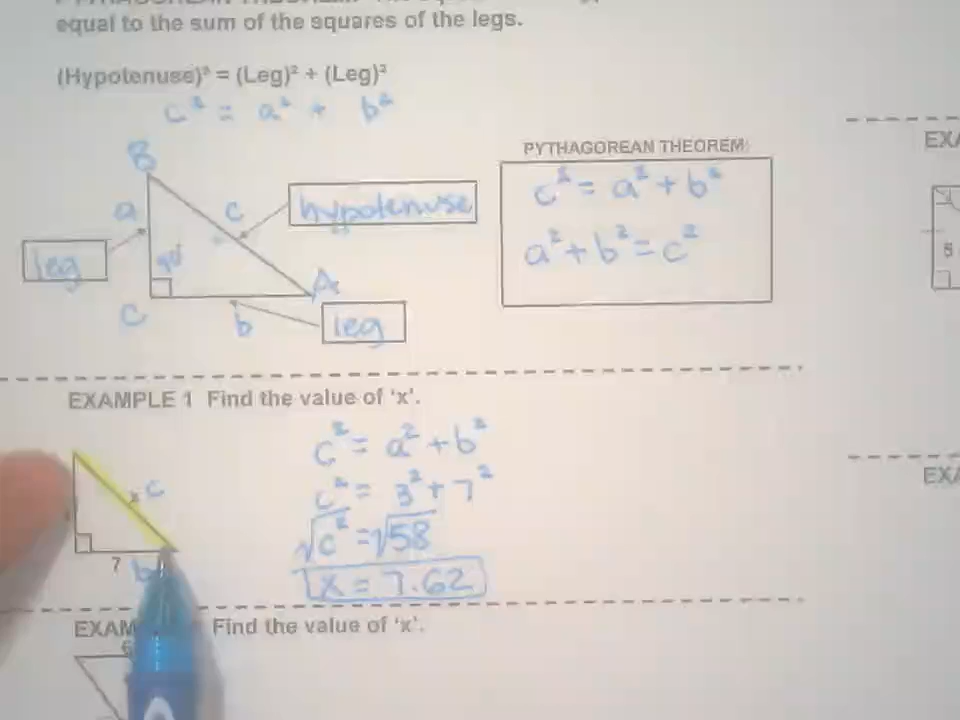 equal to the sum of the squares of the legs.
(Hypotenuse)² = (Leg)² + (Leg)²
c² = a² + b²
B
a
c
hypotenuse
leg
90°
C
A
b
leg
PYTHAGOREAN THEOREM
c² = a² + b²
a² + b² = c²
EXA
5
EXAMPLE 1 Find the value of 'x'.
x c
7 b
c² = a² + b²
c² = 3² + 7²
√c² = √58
x = 7.62
EXA
EXAM Find the value of 'x'.
6